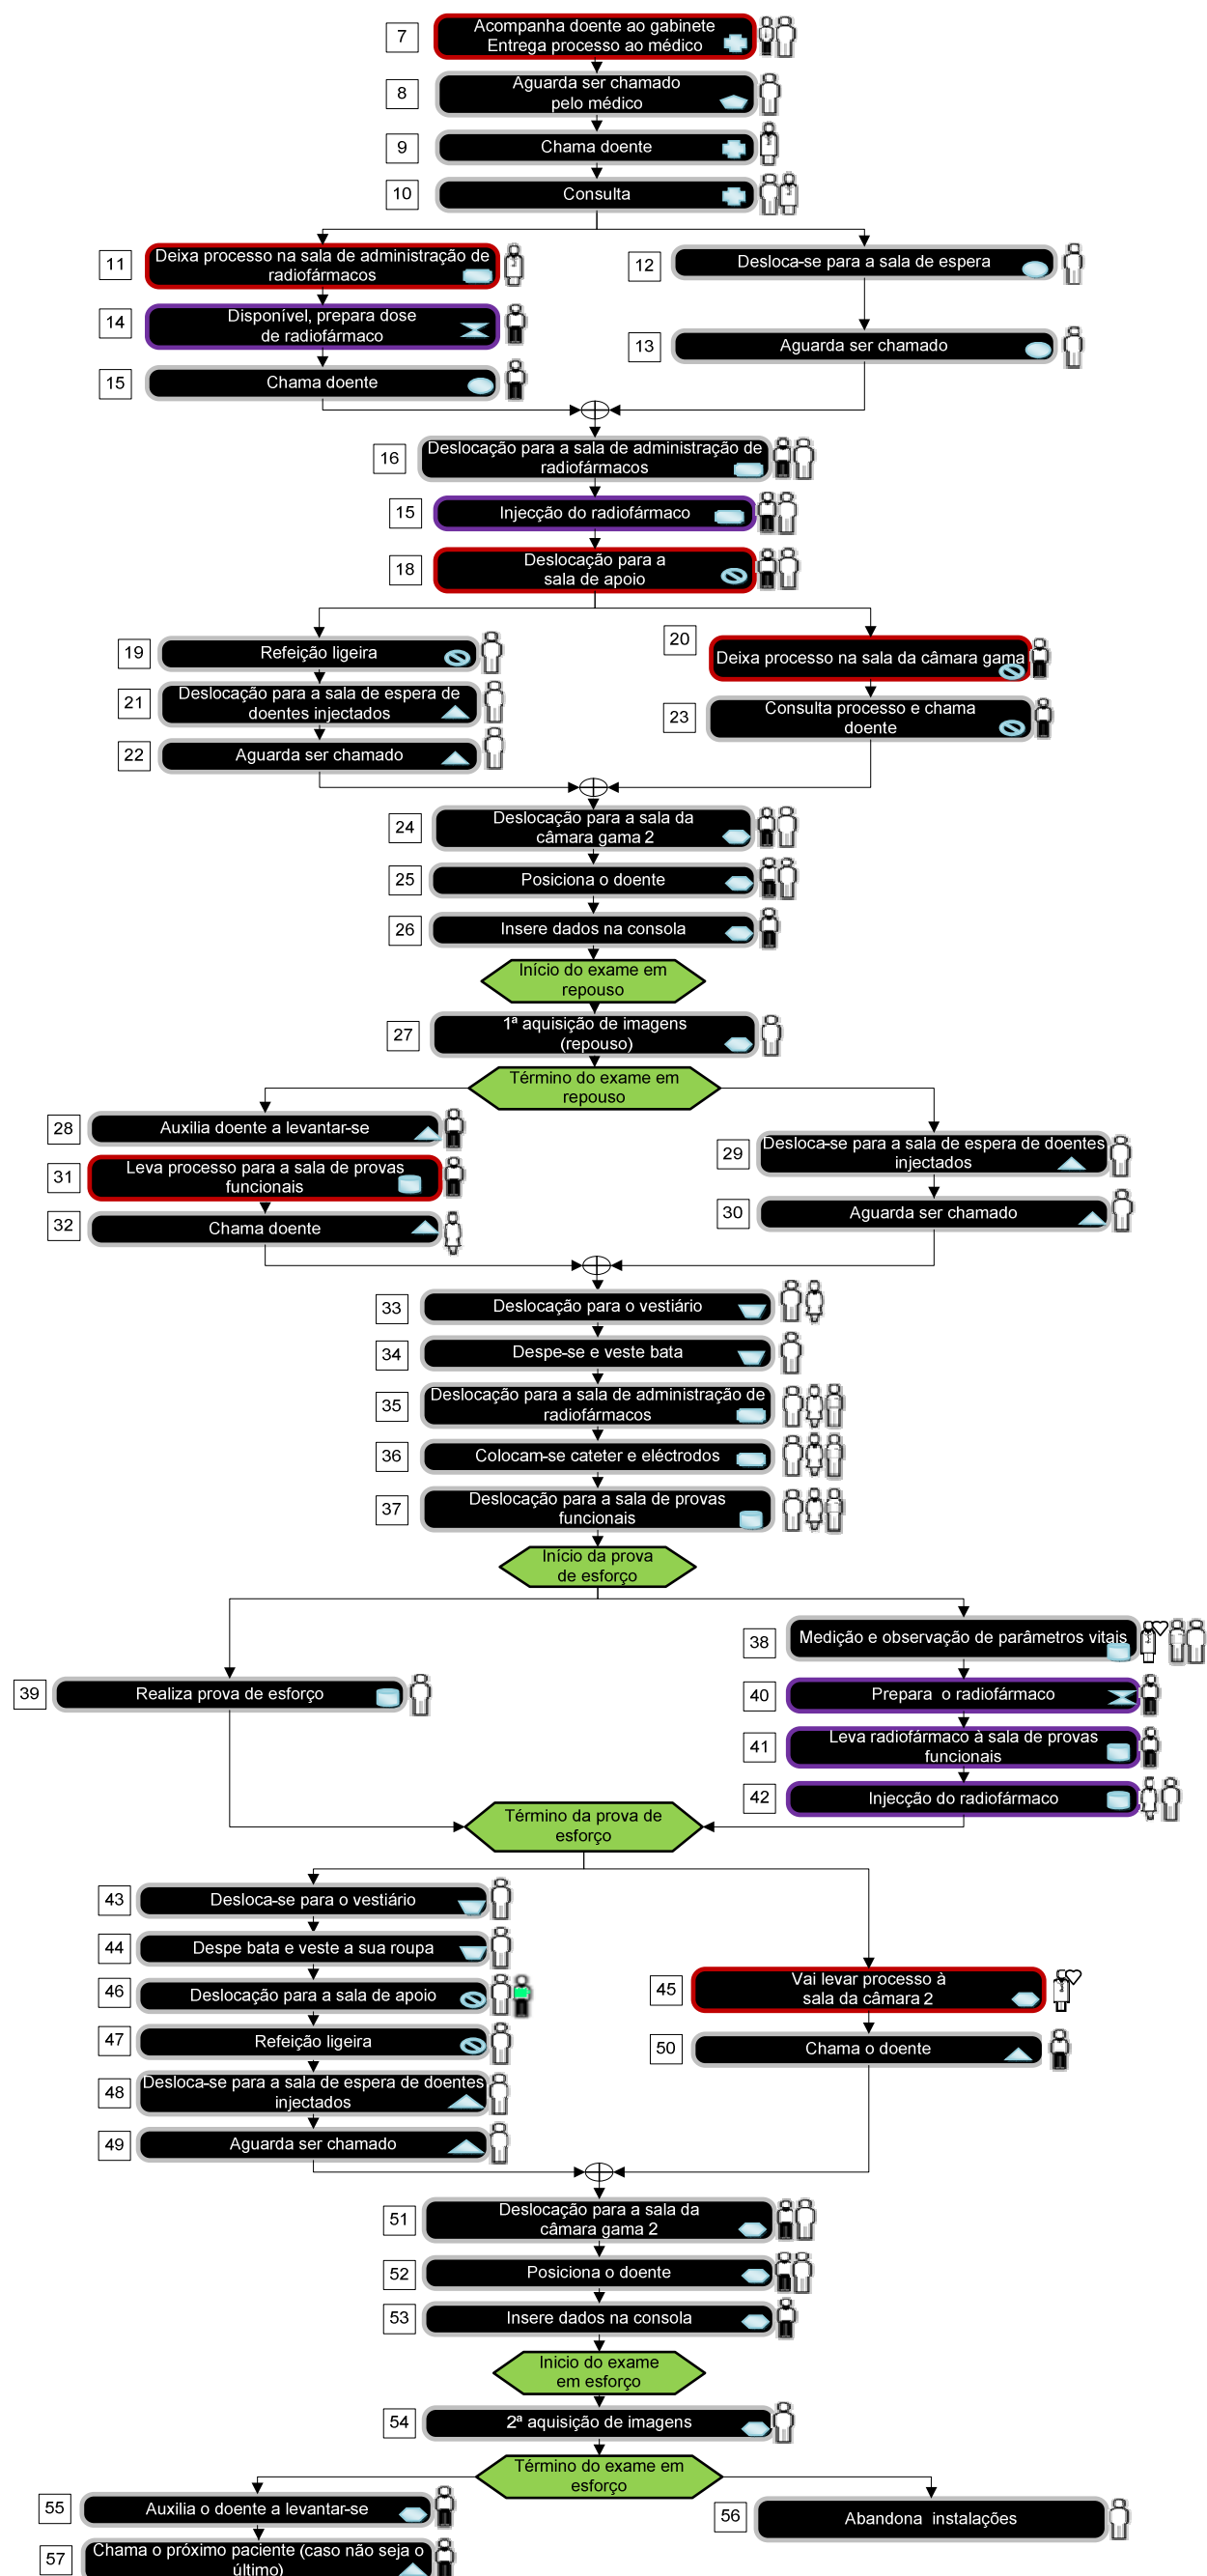 7
Acompanha doente ao gabinete
Entrega processo ao médico
8
Aguarda ser chamado
pelo médico
9
Chama doente
10
Consulta
11
Deixa processo na sala de administração de
radiofármacos
12
Desloca-se para a sala de espera
14
Disponível, prepara dose
de radiofármaco
13
Aguarda ser chamado
15
Chama doente
16
Deslocação para a sala de administração de
radiofármacos
15
Injecção do radiofármaco
18
Deslocação para a
sala de apoio
19
Refeição ligeira
20
Deixa processo na sala da câmara gama
21
Deslocação para a sala de espera de
doentes injectados
23
Consulta processo e chama
doente
22
Aguarda ser chamado
24
Deslocação para a sala da
câmara gama 2
25
Posiciona o doente
26
Insere dados na consola
Início do exame em
repouso
27
1ª aquisição de imagens
(repouso)
Término do exame em
repouso
28
Auxilia doente a levantar-se
29
Desloca-se para a sala de espera de doentes
injectados
31
Leva processo para a sala de provas
funcionais
30
Aguarda ser chamado
32
Chama doente
33
Deslocação para o vestiário
34
Despe-se e veste bata
35
Deslocação para a sala de administração de
radiofármacos
36
Colocam-se cateter e eléctrodos
37
Deslocação para a sala de provas
funcionais
Início da prova
de esforço
38
Medição e observação de parâmetros vitais
39
Realiza prova de esforço
40
Prepara o radiofármaco
41
Leva radiofármaco à sala de provas
funcionais
42
Injecção do radiofármaco
Término da prova de
esforço
43
Desloca-se para o vestiário
44
Despe bata e veste a sua roupa
46
Deslocação para a sala de apoio
45
Vai levar processo à
sala da câmara 2
47
Refeição ligeira
50
Chama o doente
48
Desloca-se para a sala de espera de doentes
injectados
49
Aguarda ser chamado
51
Deslocação para a sala da
câmara gama 2
52
Posiciona o doente
53
Insere dados na consola
Inicio do exame
em esforço
54
2ª aquisição de imagens
Término do exame em
esforço
55
Auxilia o doente a levantar-se
56
Abandona instalações
57
Chama o próximo paciente (caso não seja o
último)